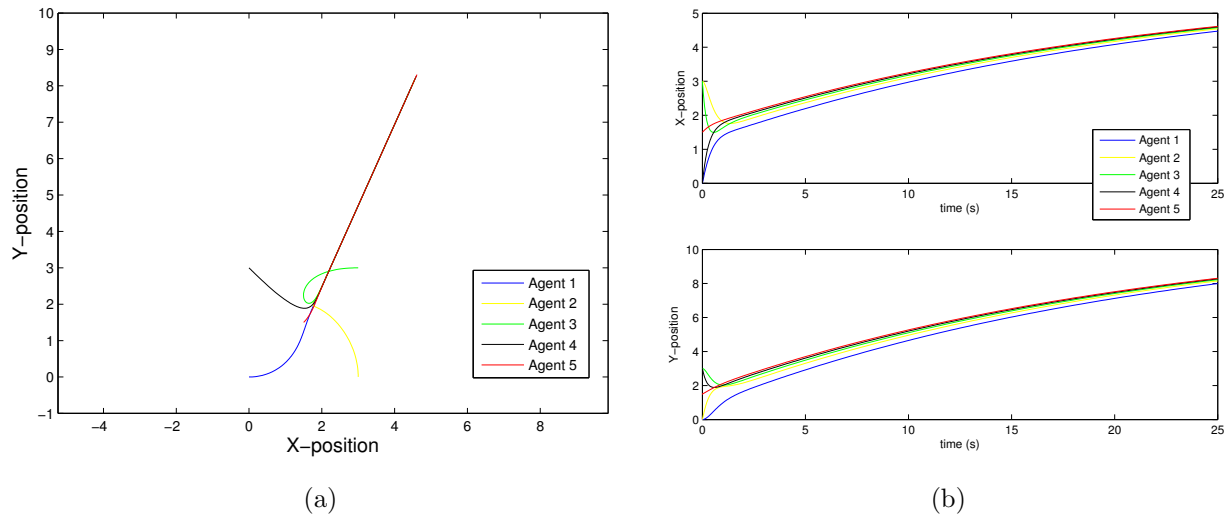 10
9
8
7
6
5
4
3
2
1
0
−1
Y−position
−4 −2 0 2 4 6 8
X−position
Agent 1
Agent 2
Agent 3
Agent 4
Agent 5
(a)
5
4
3
2
1
0
X−position
0 5 10 15 20 25
time (s)
Agent 1
Agent 2
Agent 3
Agent 4
Agent 5
10
8
6
4
2
0
Y−position
0 5 10 15 20 25
time (s)
(b)